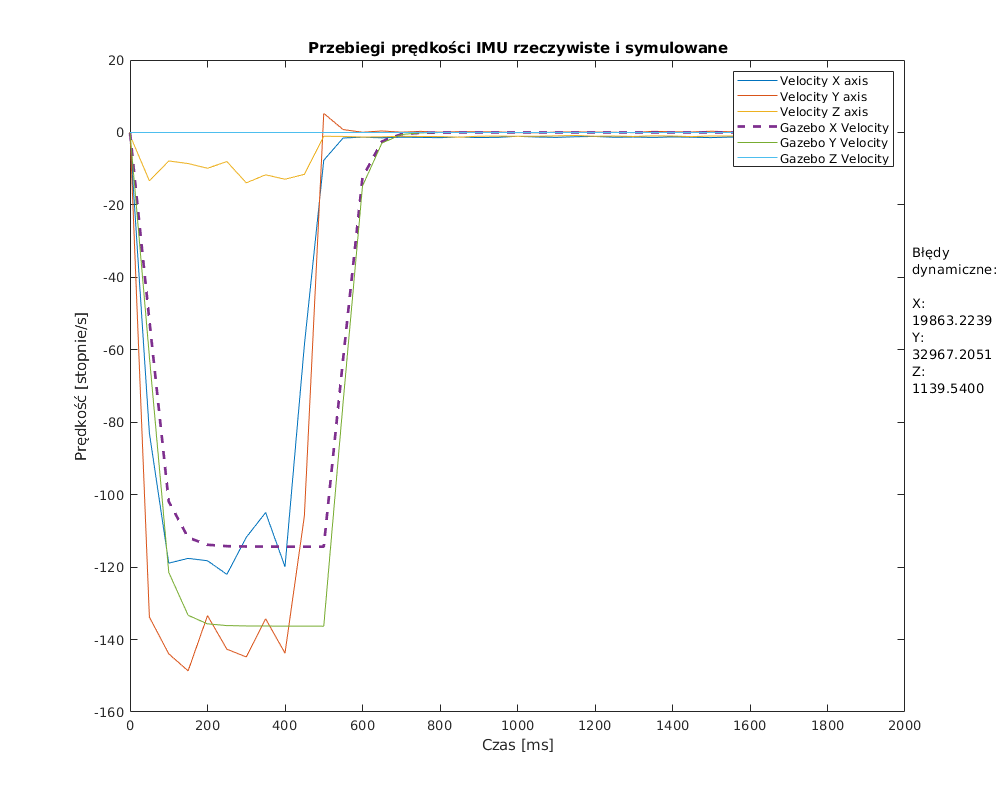 Przebiegi prędkości IMU rzeczywiste i symulowane
Velocity X axis
Velocity Y axis
Velocity Z axis
Gazebo X Velocity
Gazebo Y Velocity
Gazebo Z Velocity
20
0
-20
-40
-60
-80
-100
-120
-140
-160
Prędkość [stopnie/s]
0 200 400 600 800 1000 1200 1400 1600 1800 2000
Czas [ms]
Błędy
dynamiczne:
X:
19863.2239
Y:
32967.2051
Z:
1139.5400